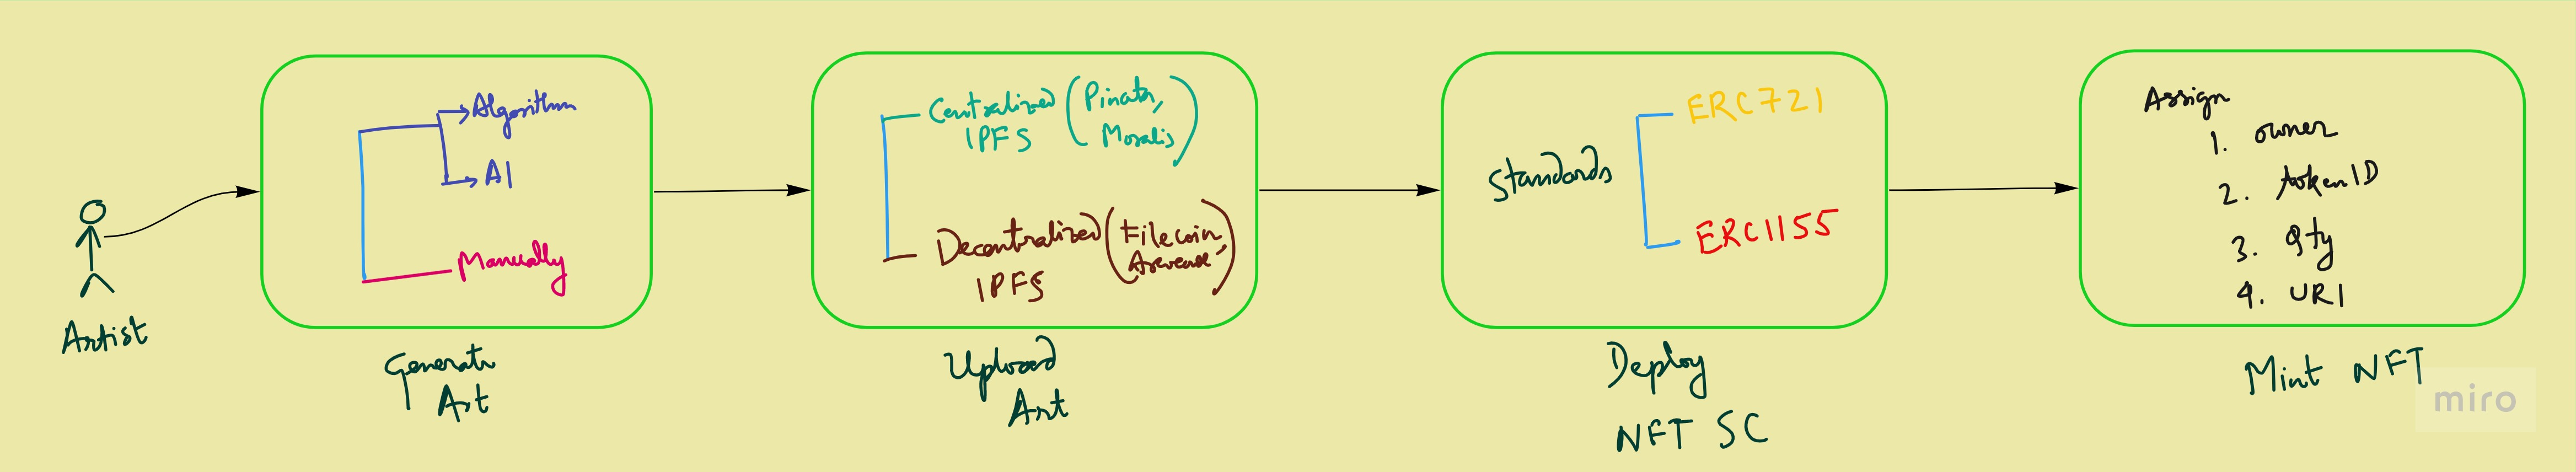 Artist
Algorithm
AI
Manually
Generate
Art
Centralized (Pinata,
IPFS Moralis)
Decentralized (Filecoin,
IPFS Arweave)
Upload
Art
Standards
ERC721
ERC1155
Deploy
NFT SC
Assign
1. owner
2. tokenID
3. qty
4. URI
Mint NFT
miro